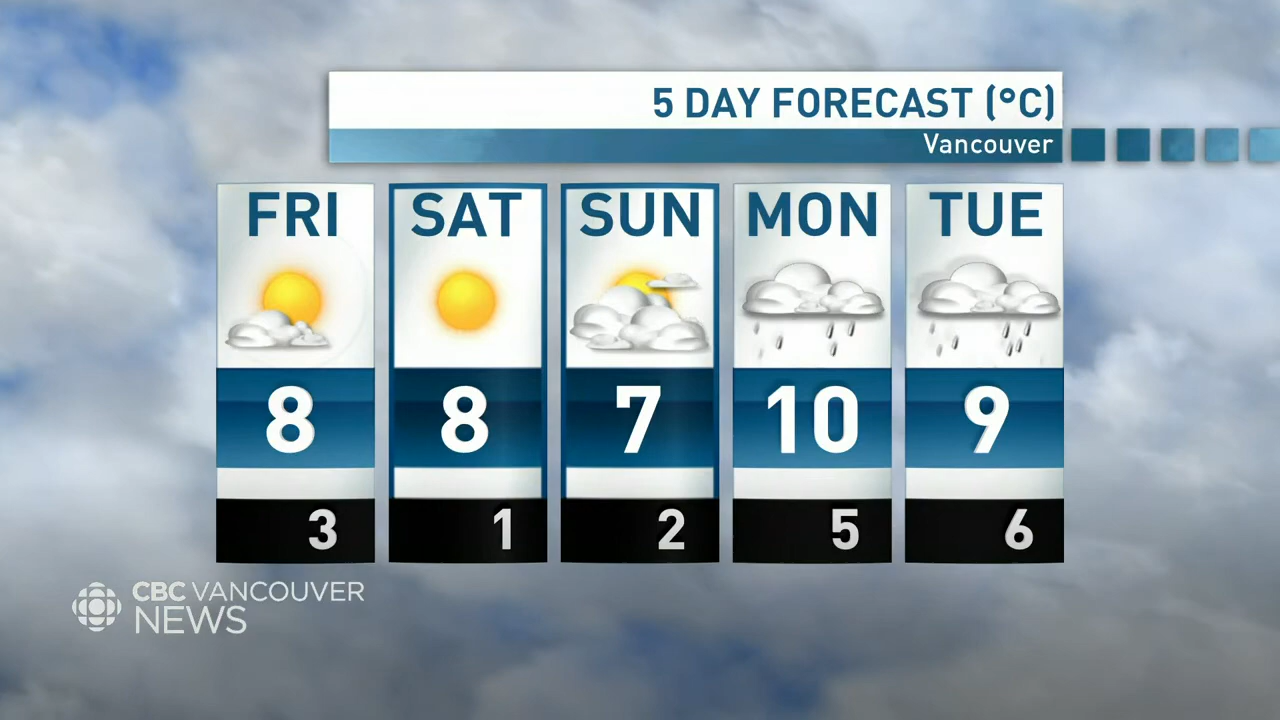 5 DAY FORECAST (°C)
Vancouver
FRI SAT SUN MON TUE
8 8 7 10 9
3 1 2 5 6
CBC VANCOUVER
NEWS